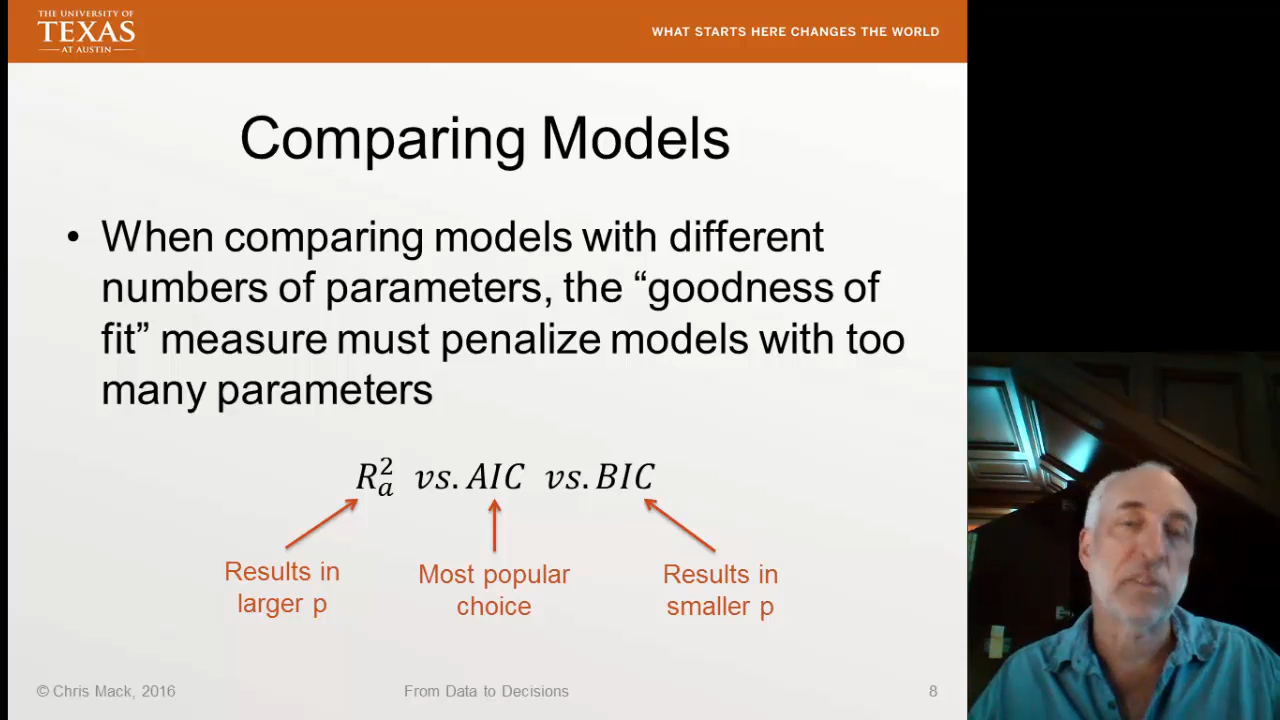 THE UNIVERSITY OF
TEXAS
AT AUSTIN
WHAT STARTS HERE CHANGES THE WORLD
Comparing Models
• When comparing models with different
numbers of parameters, the “goodness of
fit” measure must penalize models with too
many parameters
R²ₐ vs. AIC vs. BIC
Results in
larger p
Most popular
choice
Results in
smaller p
© Chris Mack, 2016
From Data to Decisions
8